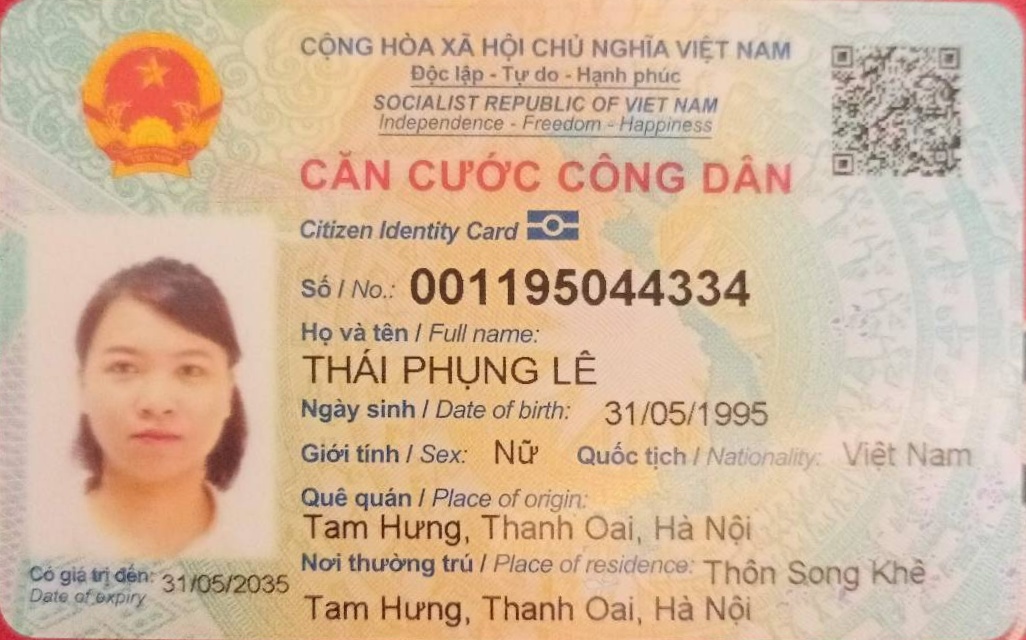 CỘNG HÒA XÃ HỘI CHỦ NGHĨA VIỆT NAM
Độc lập - Tự do - Hạnh phúc
SOCIALIST REPUBLIC OF VIET NAM
Independence - Freedom - Happiness
CĂN CƯỚC CÔNG DÂN
Citizen Identity Card
Số / No.: 001195044334
Họ và tên / Full name:
THÁI PHỤNG LÊ
Ngày sinh / Date of birth: 31/05/1995
Giới tính / Sex: Nữ Quốc tịch / Nationality: Việt Nam
Quê quán / Place of origin:
Tam Hưng, Thanh Oai, Hà Nội
Nơi thường trú / Place of residence: Thôn Song Khê
Tam Hưng, Thanh Oai, Hà Nội
Có giá trị đến: 31/05/2035
Date of expiry